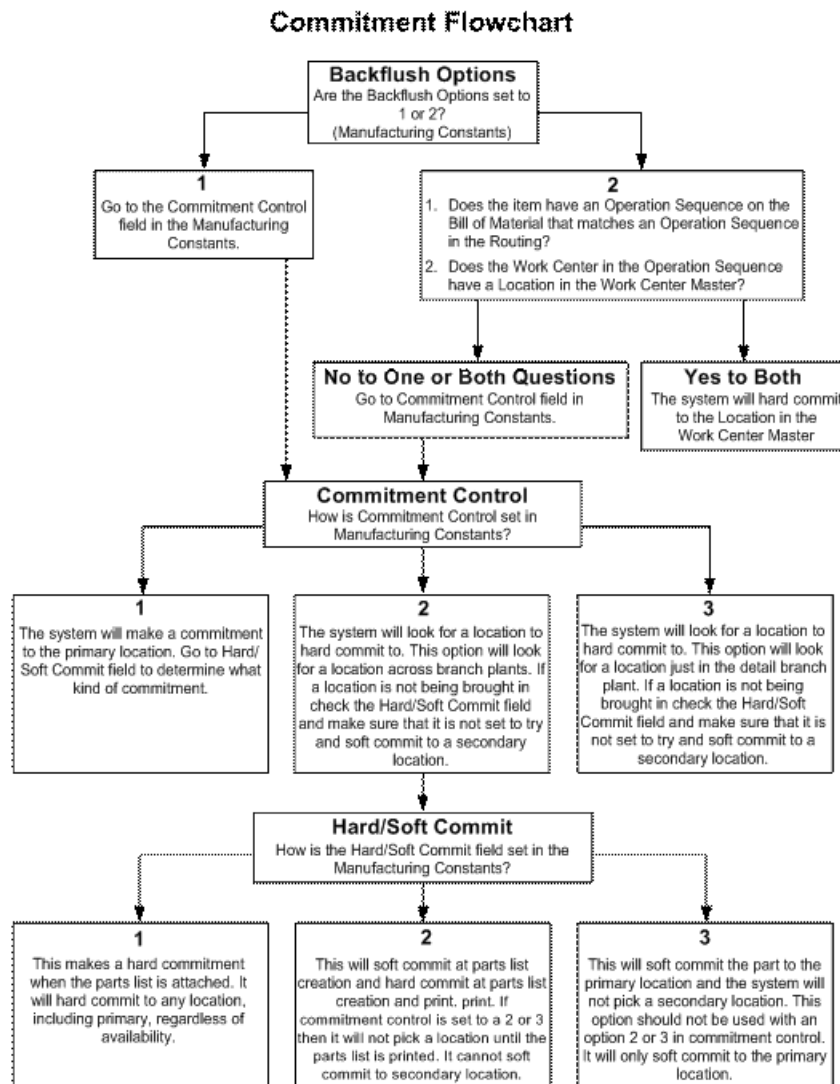 Commitment Flowchart
Backflush Options
Are the Backflush Options set to
1 or 2?
(Manufacturing Constants)
1
Go to the Commitment Control
field in the Manufacturing
Constants.
2
1. Does the item have an Operation Sequence on the
Bill of Material that matches an Operation Sequence
in the Routing?
2. Does the Work Center in the Operation Sequence
have a Location in the Work Center Master?
No to One or Both Questions
Go to Commitment Control field in
Manufacturing Constants.
Yes to Both
The system will hard commit
to the Location in the
Work Center Master
Commitment Control
How is Commitment Control set in
Manufacturing Constants?
1
The system will make a commitment
to the primary location. Go to Hard/
Soft Commit field to determine what
kind of commitment.
2
The system will look for a location to
hard commit to. This option will look
for a location across branch plants. If
a location is not being brought in
check the Hard/Soft Commit field
and make sure that it is not set to try
and soft commit to a secondary
location.
3
The system will look for a location to
hard commit to. This option will look
for a location just in the detail branch
plant. If a location is not being
brought in check the Hard/Soft
Commit field and make sure that it is
not set to try and soft commit to a
secondary location.
Hard/Soft Commit
How is the Hard/Soft Commit field set in the
Manufacturing Constants?
1
This makes a hard commitment
when the parts list is attached. It
will hard commit to any location,
including primary, regardless of
availability.
2
This will soft commit at parts list
creation and hard commit at parts list
creation and print. print. If
commitment control is set to a 2 or 3
then it will not pick a location until the
parts list is printed. It cannot soft
commit to secondary location.
3
This will soft commit the part to the
primary location and the system will
not pick a secondary location. This
option should not be used with an
option 2 or 3 in commitment control.
It will only soft commit to the primary
location.